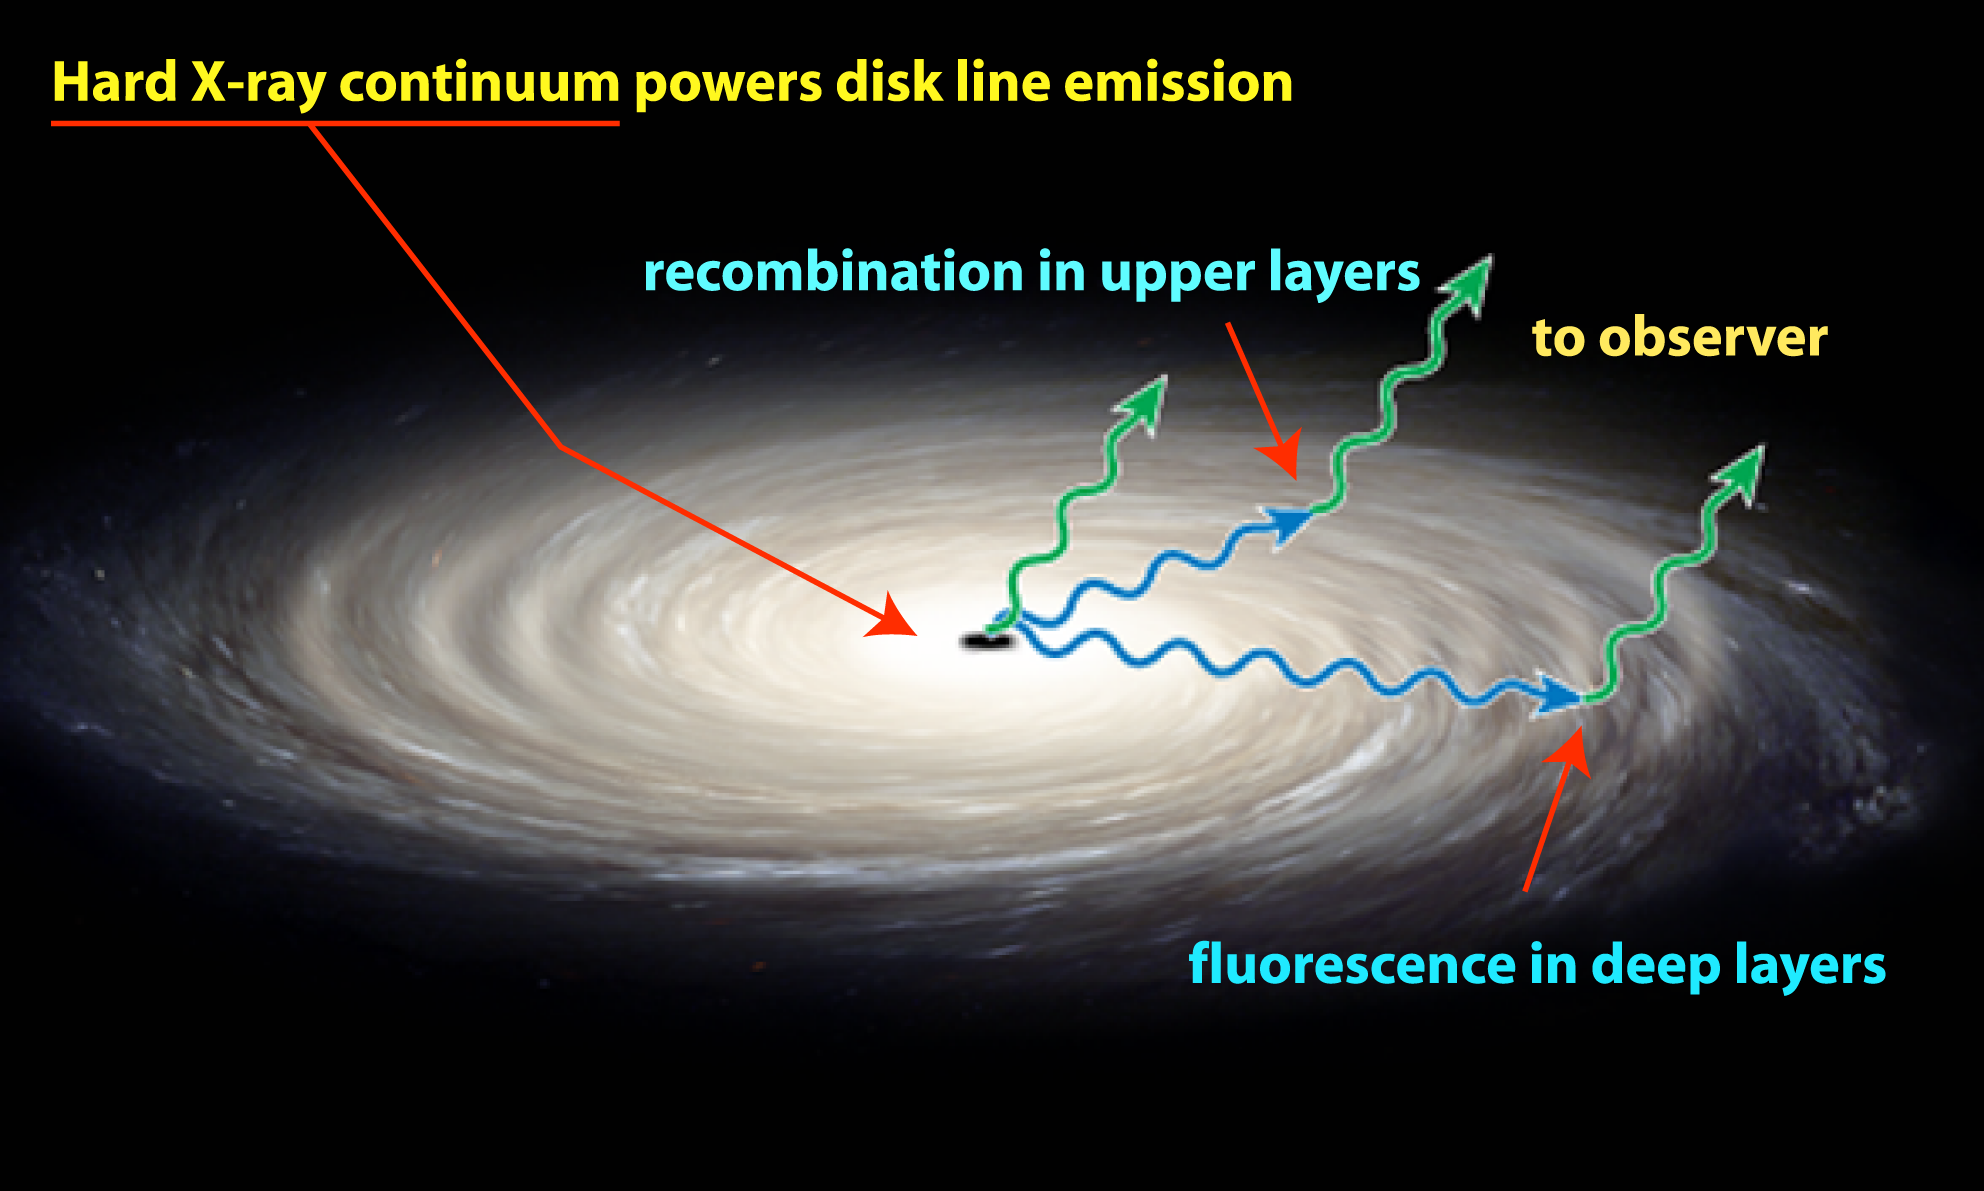 Hard X-ray continuum powers disk line emission
recombination in upper layers
to observer
fluorescence in deep layers